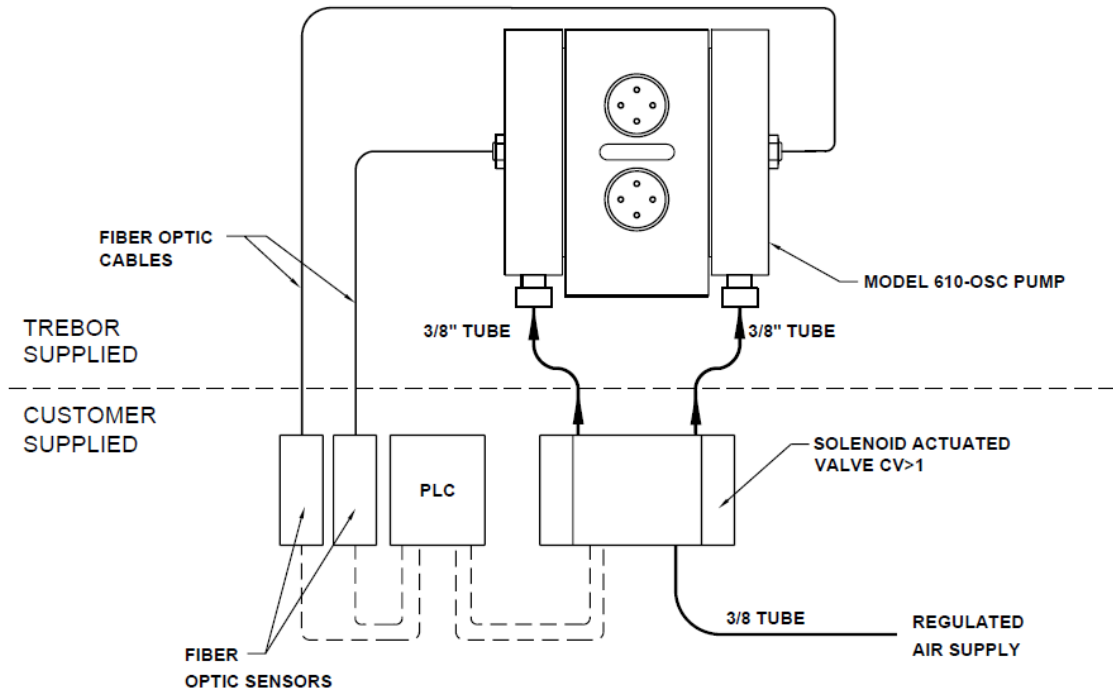 FIBER OPTIC
CABLES
MODEL 610-OSC PUMP
TREBOR
SUPPLIED
3/8" TUBE
3/8" TUBE
CUSTOMER
SUPPLIED
SOLENOID ACTUATED
VALVE CV>1
PLC
3/8 TUBE
REGULATED
AIR SUPPLY
FIBER
OPTIC SENSORS